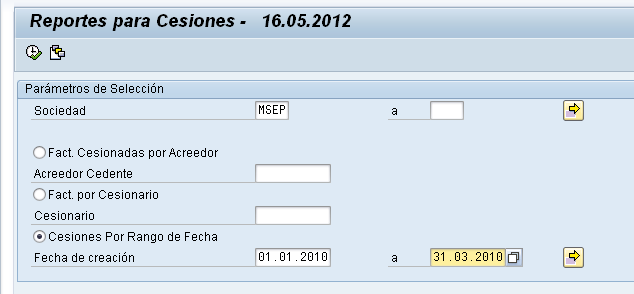 Reportes para Cesiones - 16.05.2012
Parámetros de Selección
Sociedad MSEP a
Fact. Cesionadas por Acreedor
Acreedor Cedente
Fact. por Cesionario
Cesionario
Cesiones Por Rango de Fecha
Fecha de creación 01.01.2010 a 31.03.2010